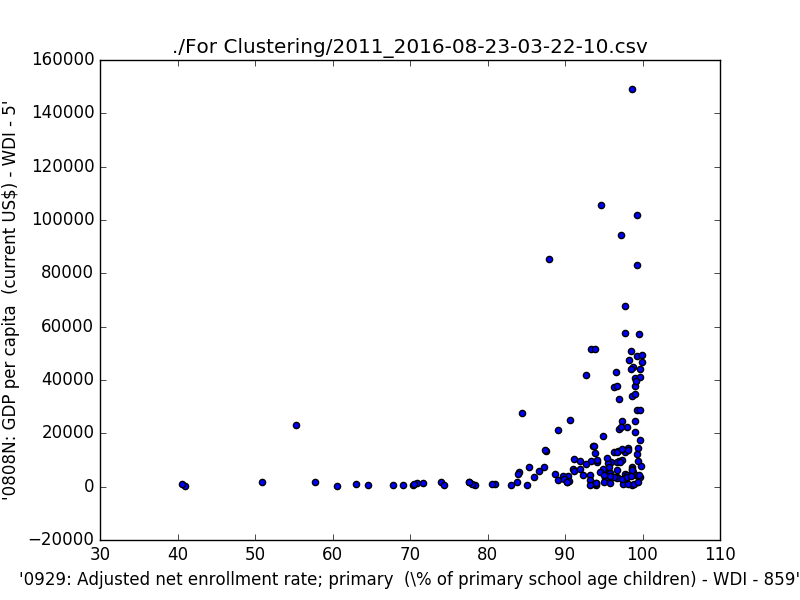 ./For Clustering/2011_2016-08-23-03-22-10.csv
160000
140000
120000
100000
80000
60000
40000
20000
0
−20000
'0808N: GDP per capita  (current US$) - WDI - 5'
30 40 50 60 70 80 90 100 110
'0929: Adjusted net enrollment rate; primary  (\% of primary school age children) - WDI - 859'